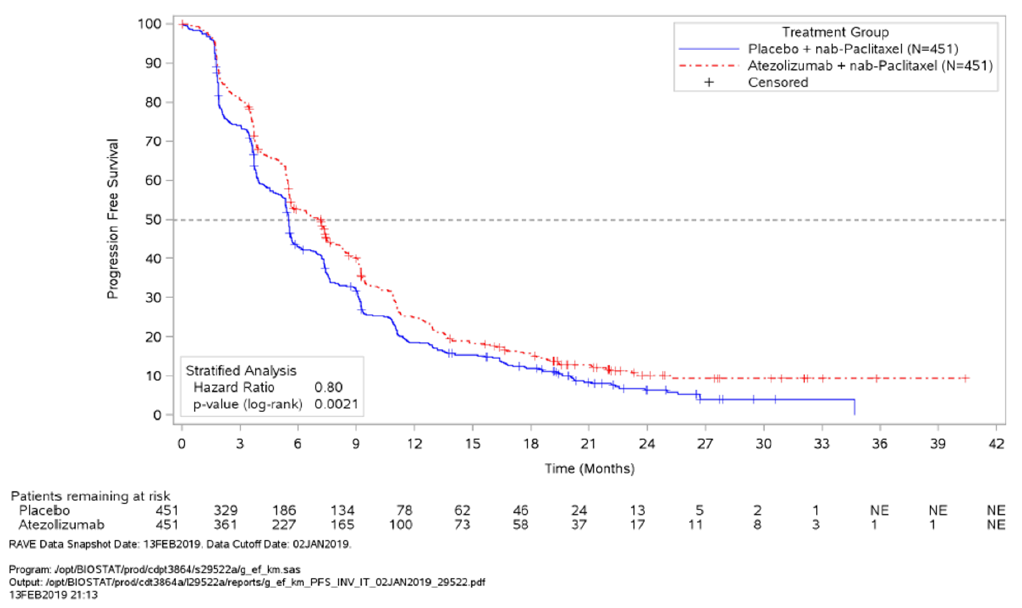 Treatment Group
Placebo + nab-Paclitaxel (N=451)
Atezolizumab + nab-Paclitaxel (N=451)
+ Censored
Progression Free Survival
100
90
80
70
60
50
40
30
20
10
0
Stratified Analysis
Hazard Ratio 0.80
p-value (log-rank) 0.0021
0 3 6 9 12 15 18 21 24 27 30 33 36 39 42
Time (Months)
Patients remaining at risk
Placebo 451 329 186 134 78 62 46 24 13 5 2 1 NE NE NE
Atezolizumab 451 361 227 165 100 73 58 37 17 11 8 3 1 1 NE
RAVE Data Snapshot Date: 13FEB2019. Data Cutoff Date: 02JAN2019.
Program: /opt/BIOSTAT/prod/cdpt3864/s29522a/g_ef_km.sas
Output: /opt/BIOSTAT/prod/cdt3864a/l29522a/reports/g_ef_km_PFS_INV_IT_02JAN2019_29522.pdf
13FEB2019 21:13